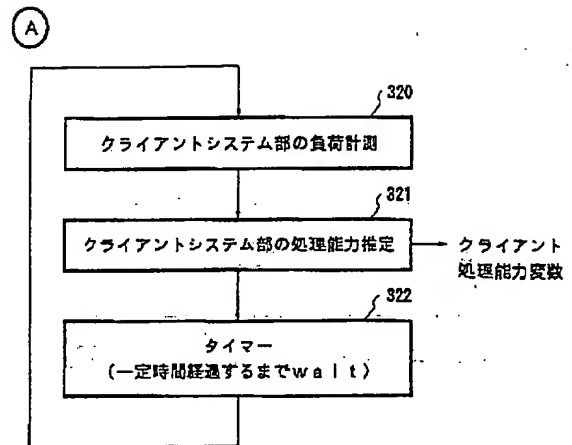 A
320
クライアントシステム部の負荷計測
321
クライアントシステム部の処理能力推定
クライアント
処理能力変数
322
タイマー
(一定時間経過するまでwait)